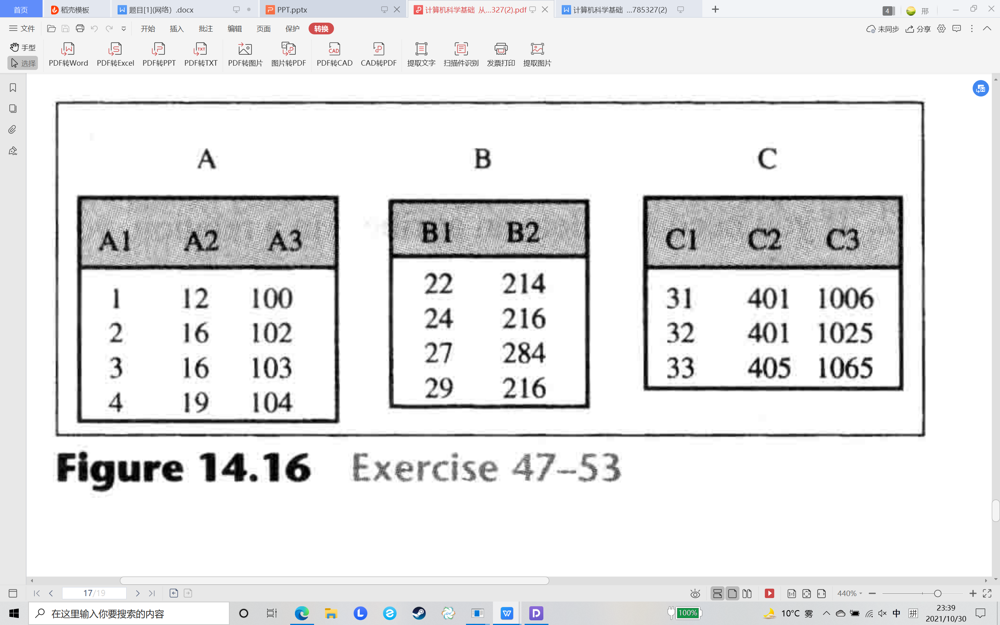 首页 稻壳模板 题目[1](网络) .docx PPT.pptx 计算机科学基础 从...327(2).pdf 计算机科学基础 ...785327(2) 4 邢
文件 开始 插入 批注 编辑 页面 保护 转换 未同步 分享
手型
选择 PDF转Word PDF转Excel PDF转PPT PDF转TXT PDF转图片 图片转PDF PDF转CAD CAD转PDF 提取文字 扫描件识别 发票打印 提取图片
A B C
A1 A2 A3 B1 B2 C1 C2 C3
1 12 100 22 214 31 401 1006
2 16 102 24 216 32 401 1025
3 16 103 27 284 33 405 1065
4 19 104 29 216
Figure 14.16 Exercise 47–53
17/19 440%
在这里输入你要搜索的内容 100% 10°C 雾 中 拼 23:39
2021/10/30